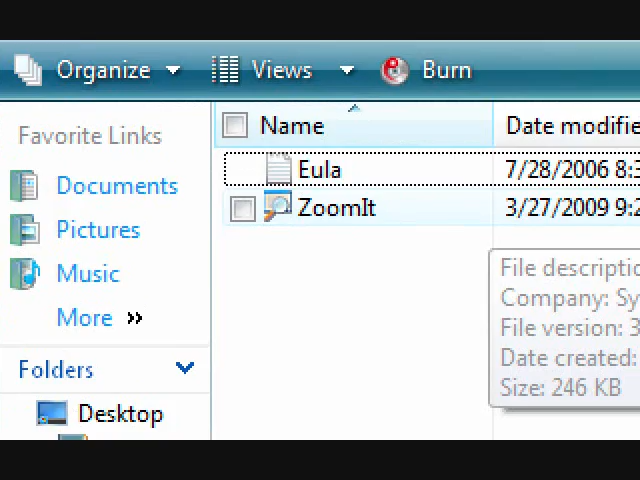 Organize Views Burn
Favorite Links
Name Date modifie
Documents
Eula 7/28/2006 8:3
ZoomIt 3/27/2009 9:2
Pictures
Music
More
File descriptio
Company: Sy
File version: 3
Date created:
Size: 246 KB
Folders
Desktop